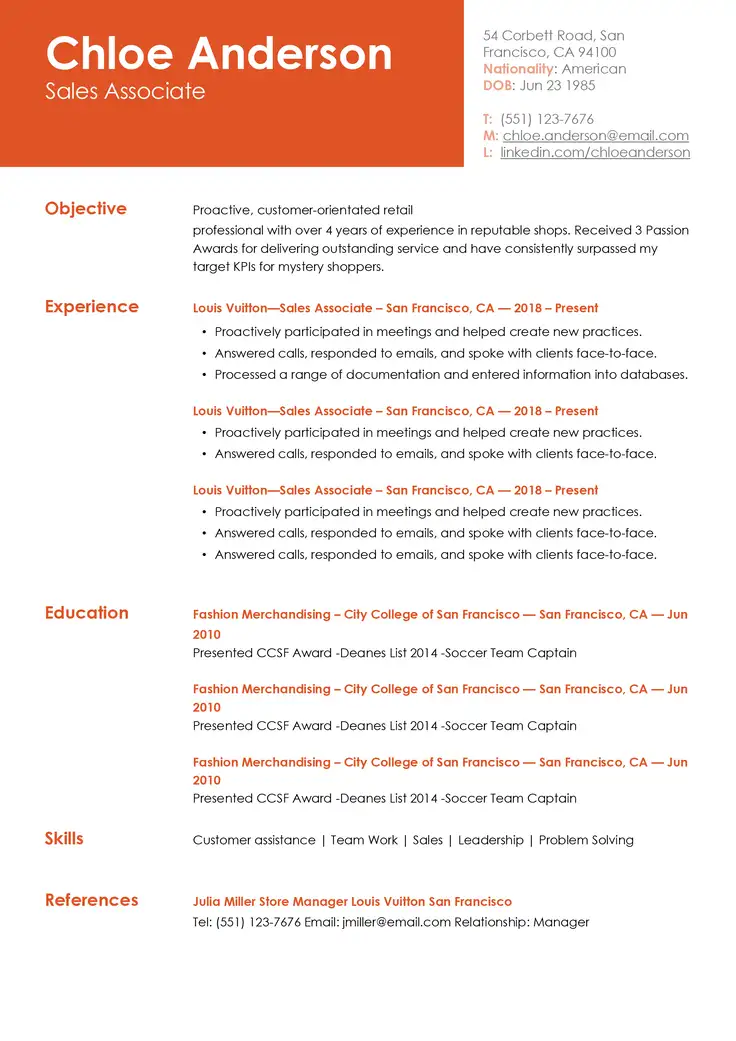 Chloe Anderson
Sales Associate
54 Corbett Road, San
Francisco, CA 94100
Nationality: American
DOB: Jun 23 1985
T: (551) 123-7676
M: chloe.anderson@email.com
L: linkedin.com/chloeanderson
Objective
Proactive, customer-orientated retail
professional with over 4 years of experience in reputable shops. Received 3 Passion
Awards for delivering outstanding service and have consistently surpassed my
target KPIs for mystery shoppers.
Experience
Louis Vuitton—Sales Associate – San Francisco, CA — 2018 – Present
• Proactively participated in meetings and helped create new practices.
• Answered calls, responded to emails, and spoke with clients face-to-face.
• Processed a range of documentation and entered information into databases.
Louis Vuitton—Sales Associate – San Francisco, CA — 2018 – Present
• Proactively participated in meetings and helped create new practices.
• Answered calls, responded to emails, and spoke with clients face-to-face.
Louis Vuitton—Sales Associate – San Francisco, CA — 2018 – Present
• Proactively participated in meetings and helped create new practices.
• Answered calls, responded to emails, and spoke with clients face-to-face.
• Answered calls, responded to emails, and spoke with clients face-to-face.
Education
Fashion Merchandising – City College of San Francisco — San Francisco, CA — Jun
2010
Presented CCSF Award -Deanes List 2014 -Soccer Team Captain
Fashion Merchandising – City College of San Francisco — San Francisco, CA — Jun
2010
Presented CCSF Award -Deanes List 2014 -Soccer Team Captain
Fashion Merchandising – City College of San Francisco — San Francisco, CA — Jun
2010
Presented CCSF Award -Deanes List 2014 -Soccer Team Captain
Skills
Customer assistance | Team Work | Sales | Leadership | Problem Solving
References
Julia Miller Store Manager Louis Vuitton San Francisco
Tel: (551) 123-7676 Email: jmiller@email.com Relationship: Manager